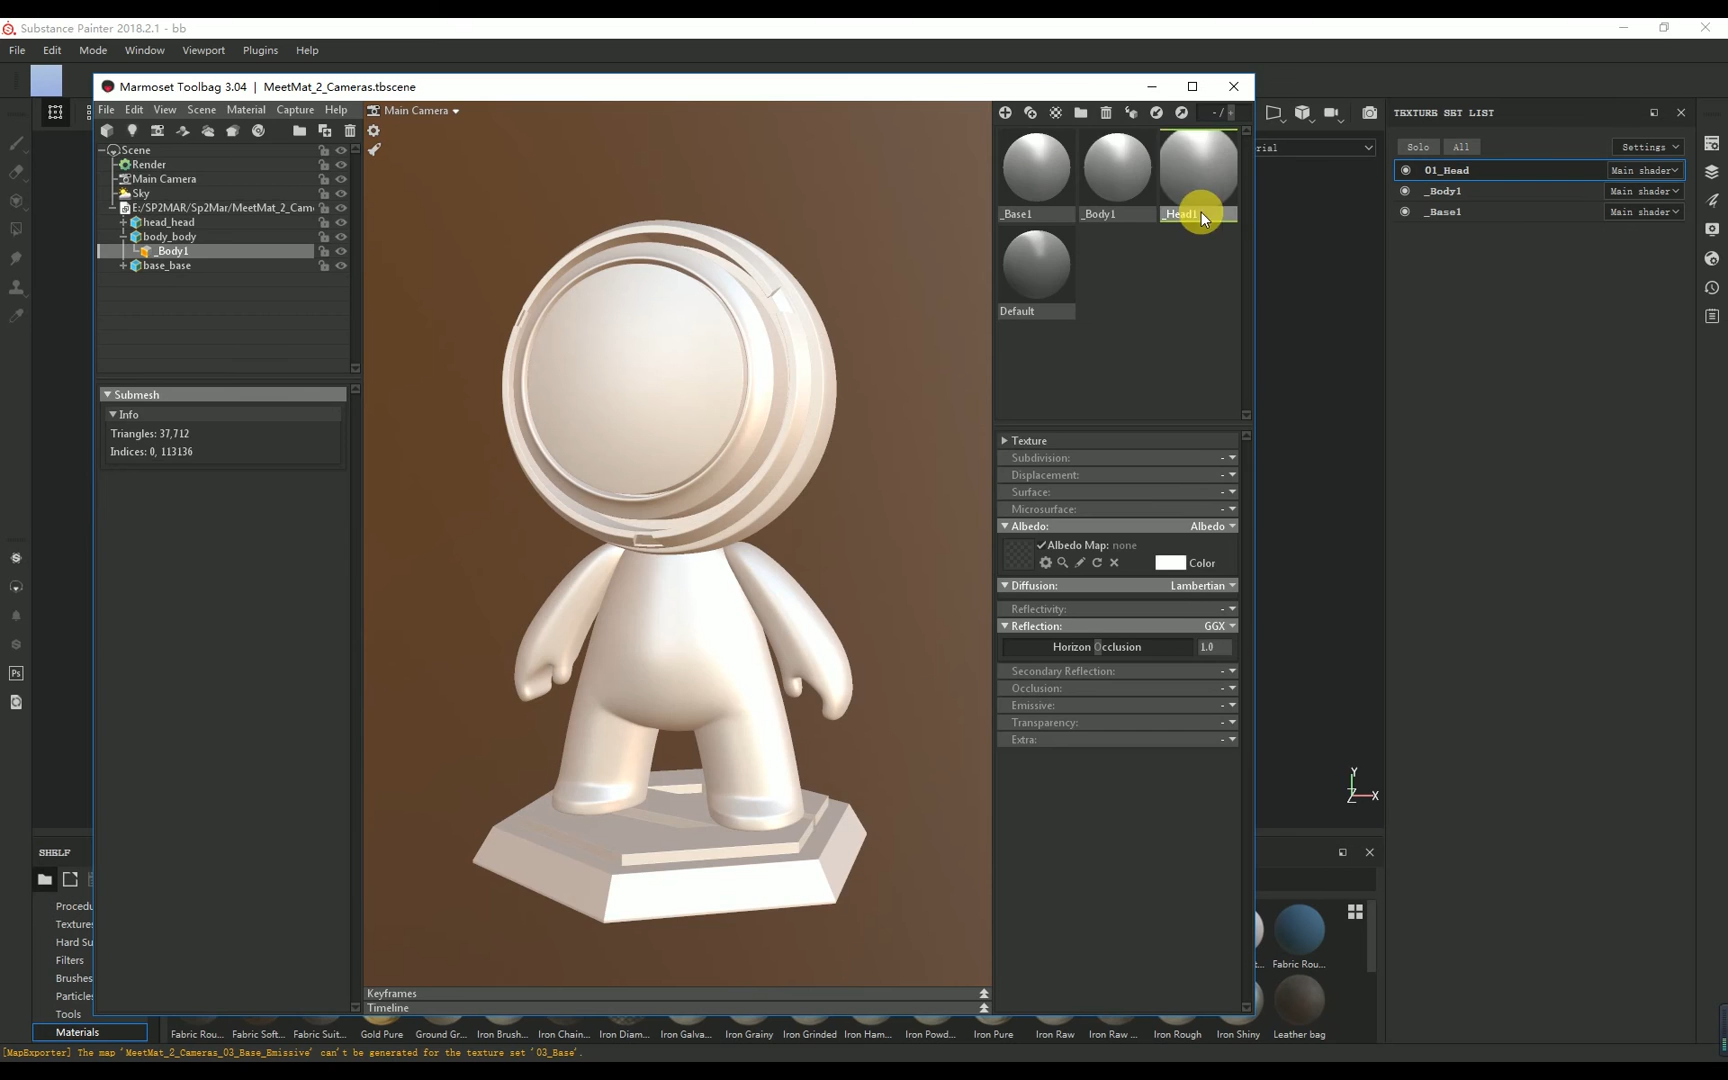 Substance Painter 2018.2.1 - bb
File Edit Mode Window Viewport Plugins Help
Marmoset Toolbag 3.04 | MeetMat_2_Cameras.tbscene
File Edit View Scene Material Capture Help
Main Camera
Scene
Render
Main Camera
Sky
E:/SP2MAR/Sp2Mar/MeetMat_2_Cam
head_head
body_body
_Body1
base_base
Submesh
Info
Triangles: 37,712
Indices: 0, 113136
Keyframes
Timeline
- /
_Base1
_Body1
_Head1
Default
Texture
Subdivision: -
Displacement: -
Surface: -
Microsurface: -
Albedo: Albedo
Albedo Map: none
Color
Diffusion: Lambertian
Reflectivity: -
Reflection: GGX
Horizon Occlusion 1.0
Secondary Reflection: -
Occlusion: -
Emissive: -
Transparency: -
Extra: -
rial
TEXTURE SET LIST
Solo All Settings
01_Head Main shader
_Body1 Main shader
_Base1 Main shader
Y
Z X
Ps
SHELF
Procedu
Textures
Hard Su
Filters
Brushes
Particles
Tools
Materials
t... Fabric Rou...
Fabric Rou... Fabric Soft... Fabric Suit... Gold Pure Ground Gr... Iron Brush... Iron Chain... Iron Diam... Iron Galva... Iron Grainy Iron Grinded Iron Ham... Iron Powd... Iron Pure Iron Raw Iron Raw ... Iron Rough Iron Shiny Leather bag
[MapExporter] The map 'MeetMat_2_Cameras_03_Base_Emissive' can't be generated for the texture set '03_Base'.